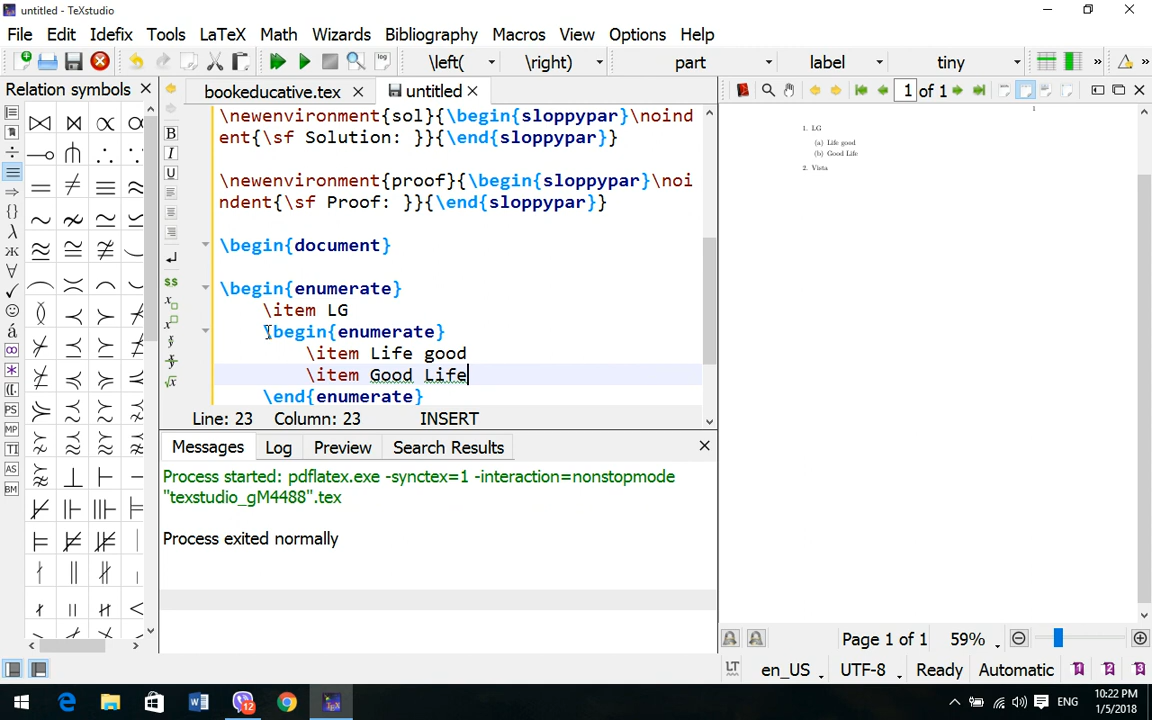 untitled - TeXstudio
File Edit Idefix Tools LaTeX Math Wizards Bibliography Macros View Options Help
\left( \right) part label tiny
Relation symbols
bookeducative.tex untitled
1 of 1
\newenvironment{sol}{\begin{sloppypar}\noind
ent{\sf Solution: }}{\end{sloppypar}}
\newenvironment{proof}{\begin{sloppypar}\noi
ndent{\sf Proof: }}{\end{sloppypar}}
\begin{document}
\begin{enumerate}
\item LG
\begin{enumerate}
\item Life good
\item Good Life
\end{enumerate}
Line: 23 Column: 23 INSERT
Messages Log Preview Search Results
Process started: pdflatex.exe -synctex=1 -interaction=nonstopmode
"texstudio_gM4488".tex
Process exited normally
1
1. LG
(a) Life good
(b) Good Life
2. Vista
Page 1 of 1 59%
en_US UTF-8 Ready Automatic
ENG
10:22 PM
1/5/2018